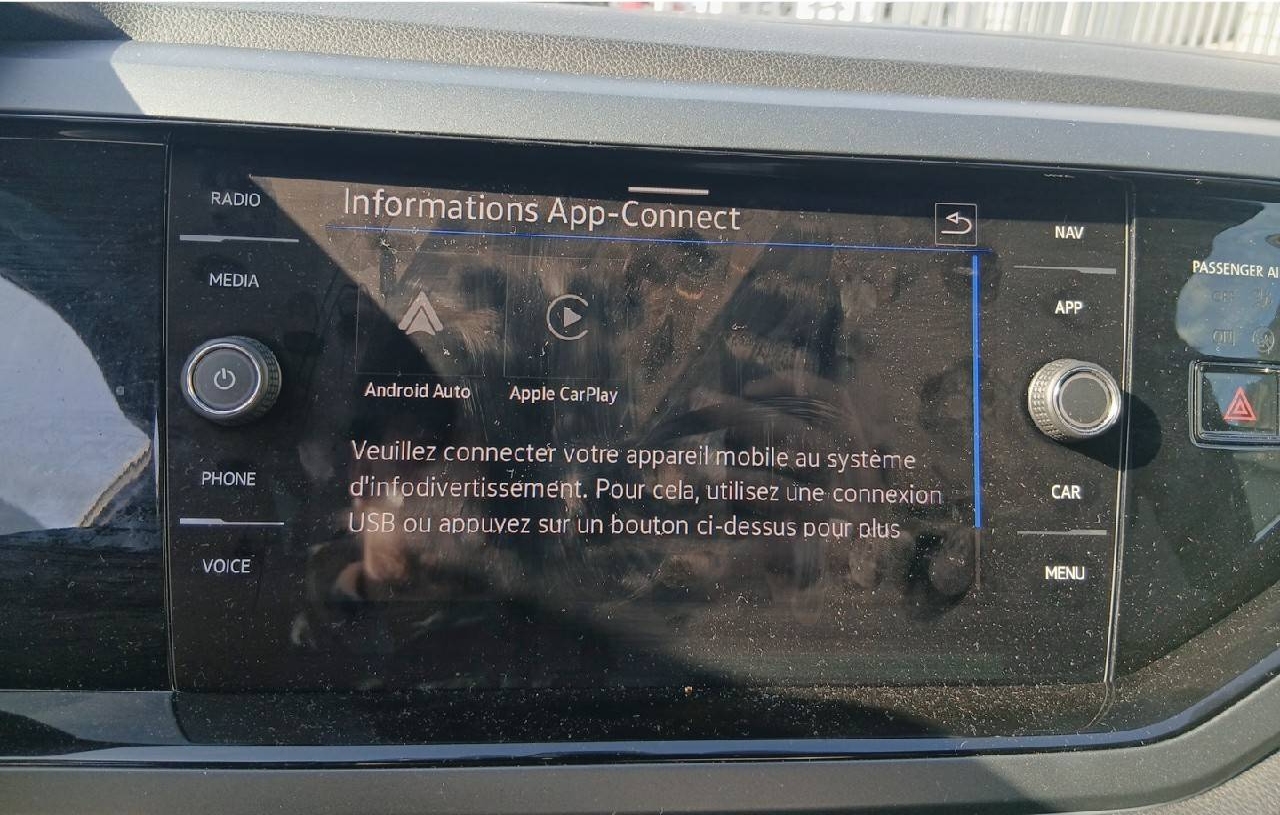 RADIO
MEDIA
PHONE
VOICE
Informations App-Connect
Android Auto
Apple CarPlay
Veuillez connecter votre appareil mobile au système
d'infodivertissement. Pour cela, utilisez une connexion
USB ou appuyez sur un bouton ci-dessus pour plus
NAV
APP
CAR
MENU
PASSENGER AI
OFF
ON